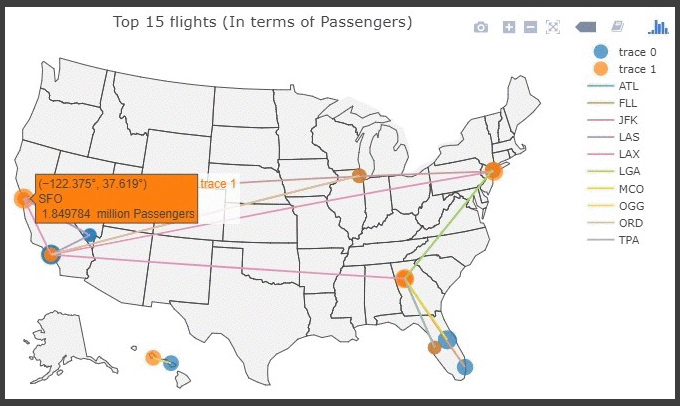 Top 15 flights (In terms of Passengers)
trace 0
trace 1
ATL
FLL
JFK
LAS
LAX
LGA
MCO
OGG
ORD
TPA
(−122.375°, 37.619°)
SFO
1.849784 million Passengers
trace 1